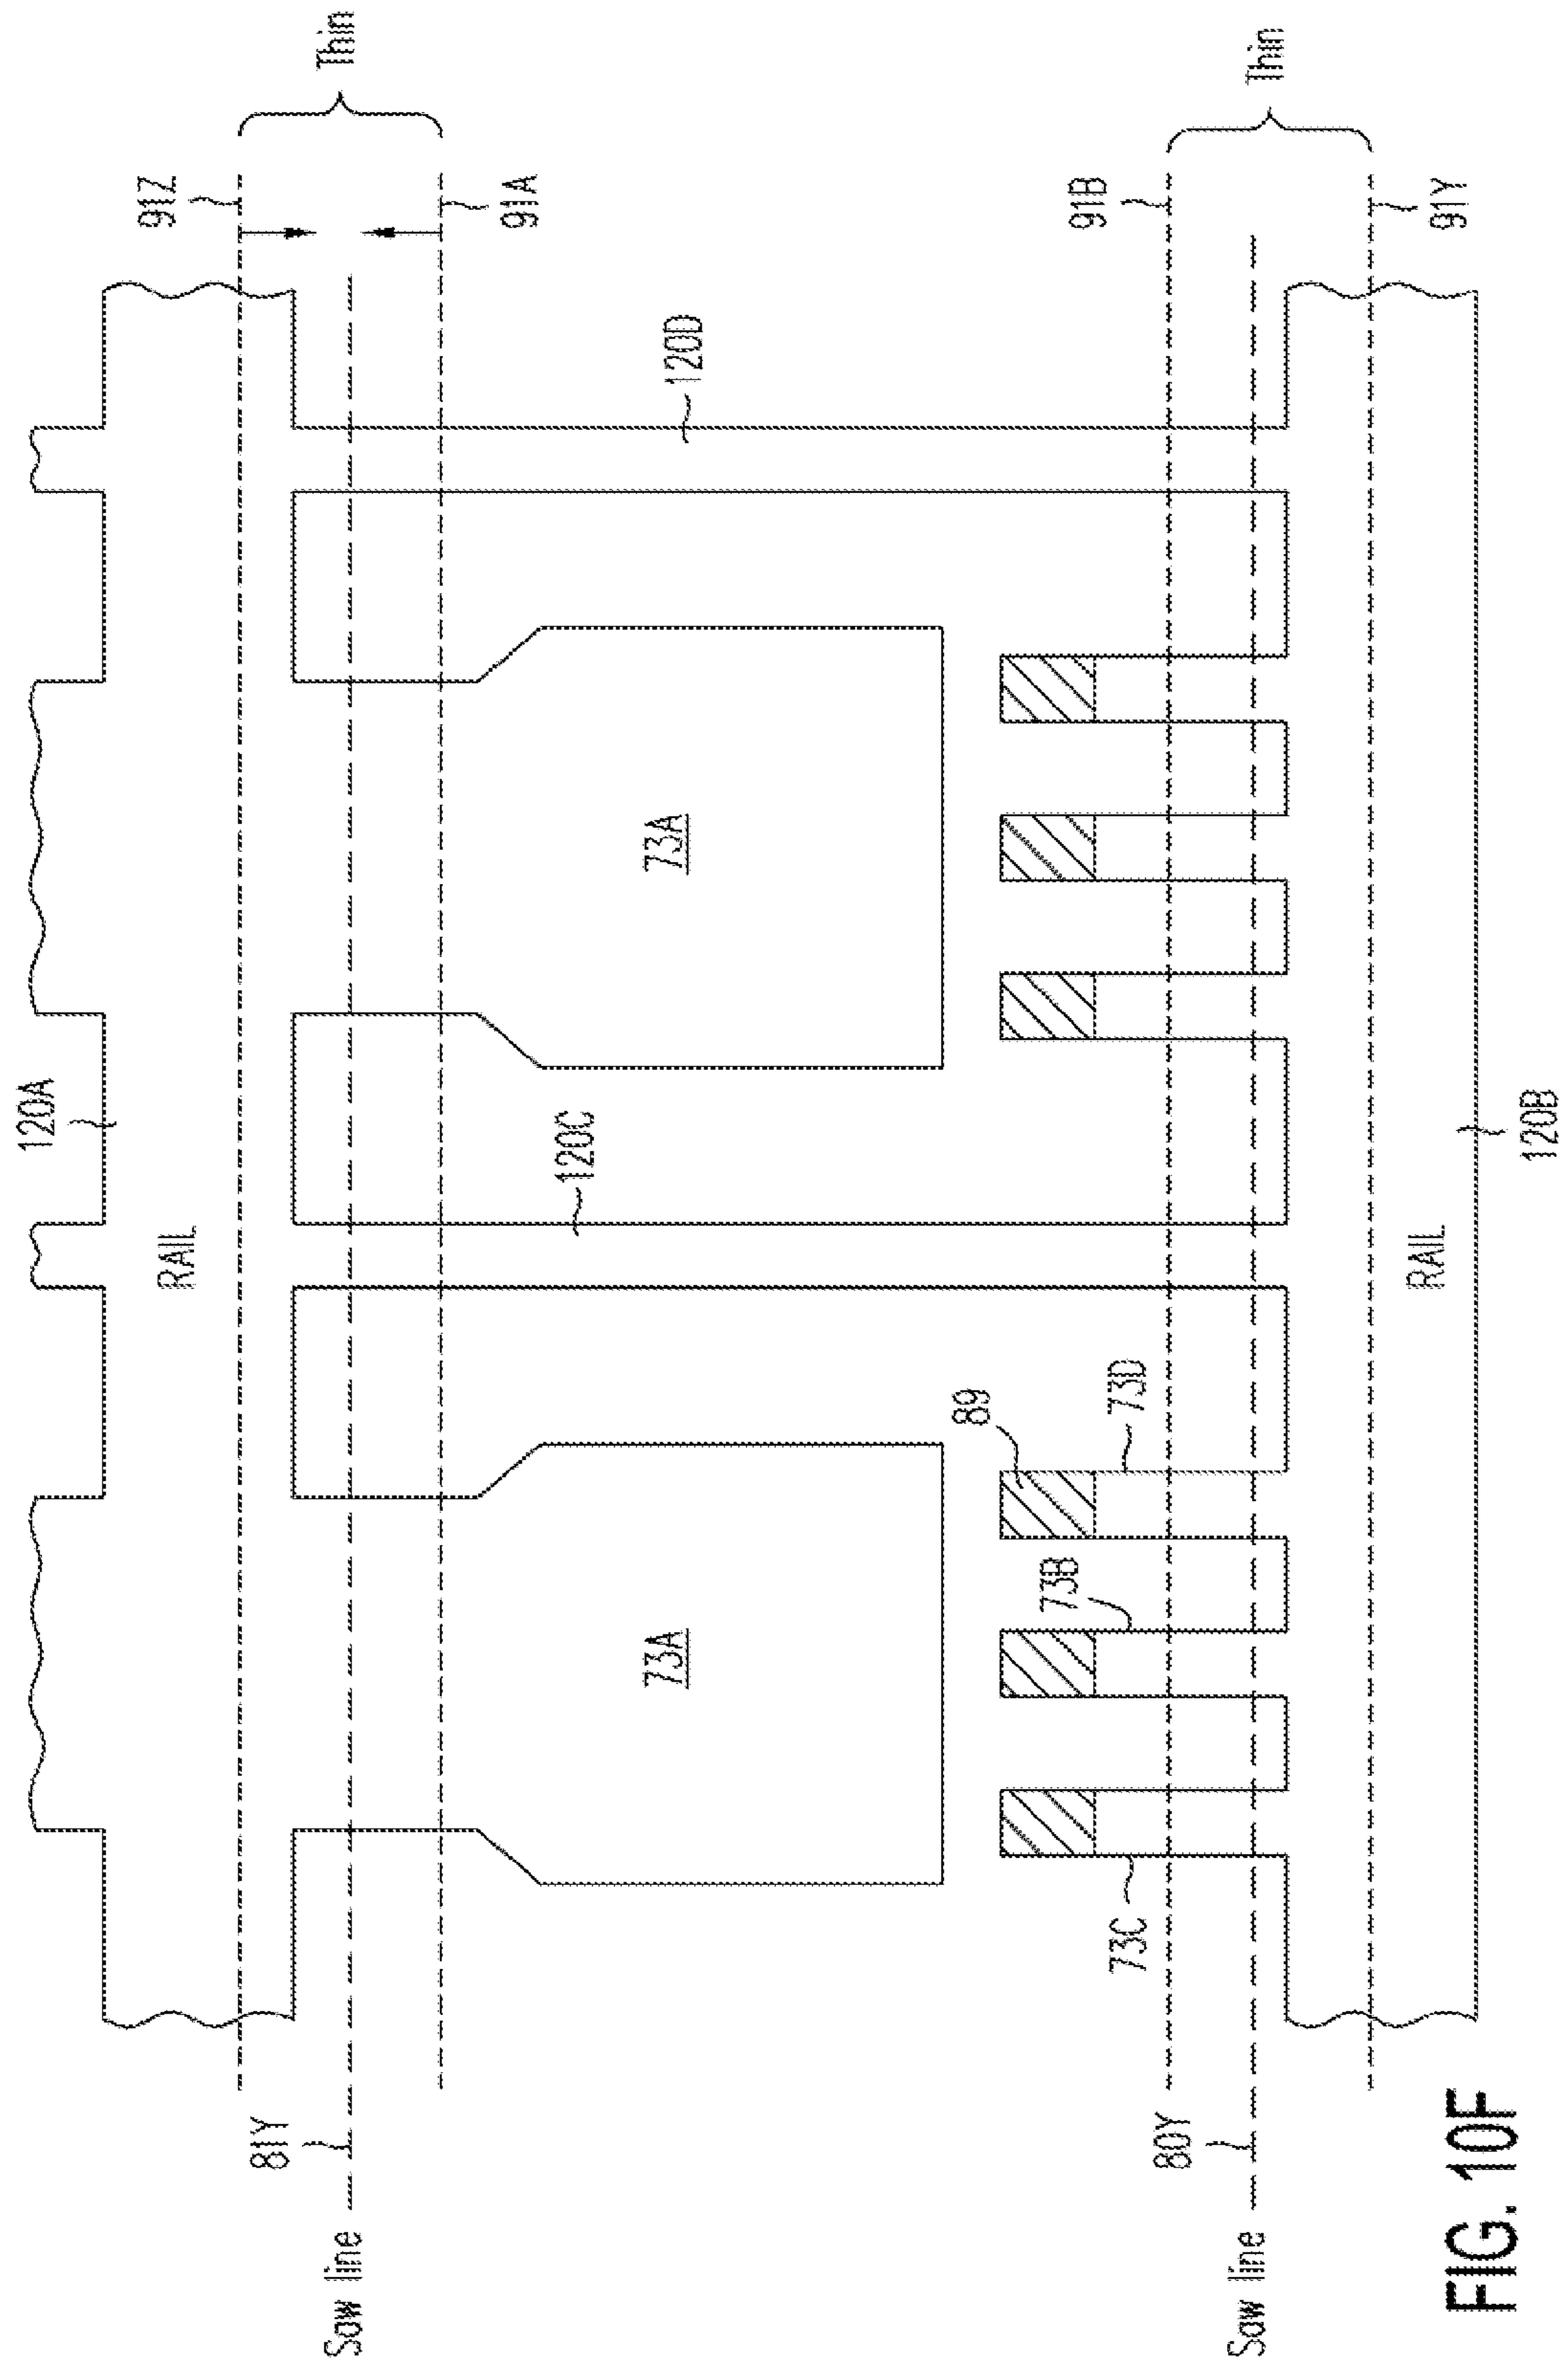 Saw line
81Y
RAIL
120A
91Z
91A
Thin
73A
120C
73A
120D
89
73B
73C
73D
Saw line
80Y
91B
91Y
Thin
RAIL
120B
FIG. 10F